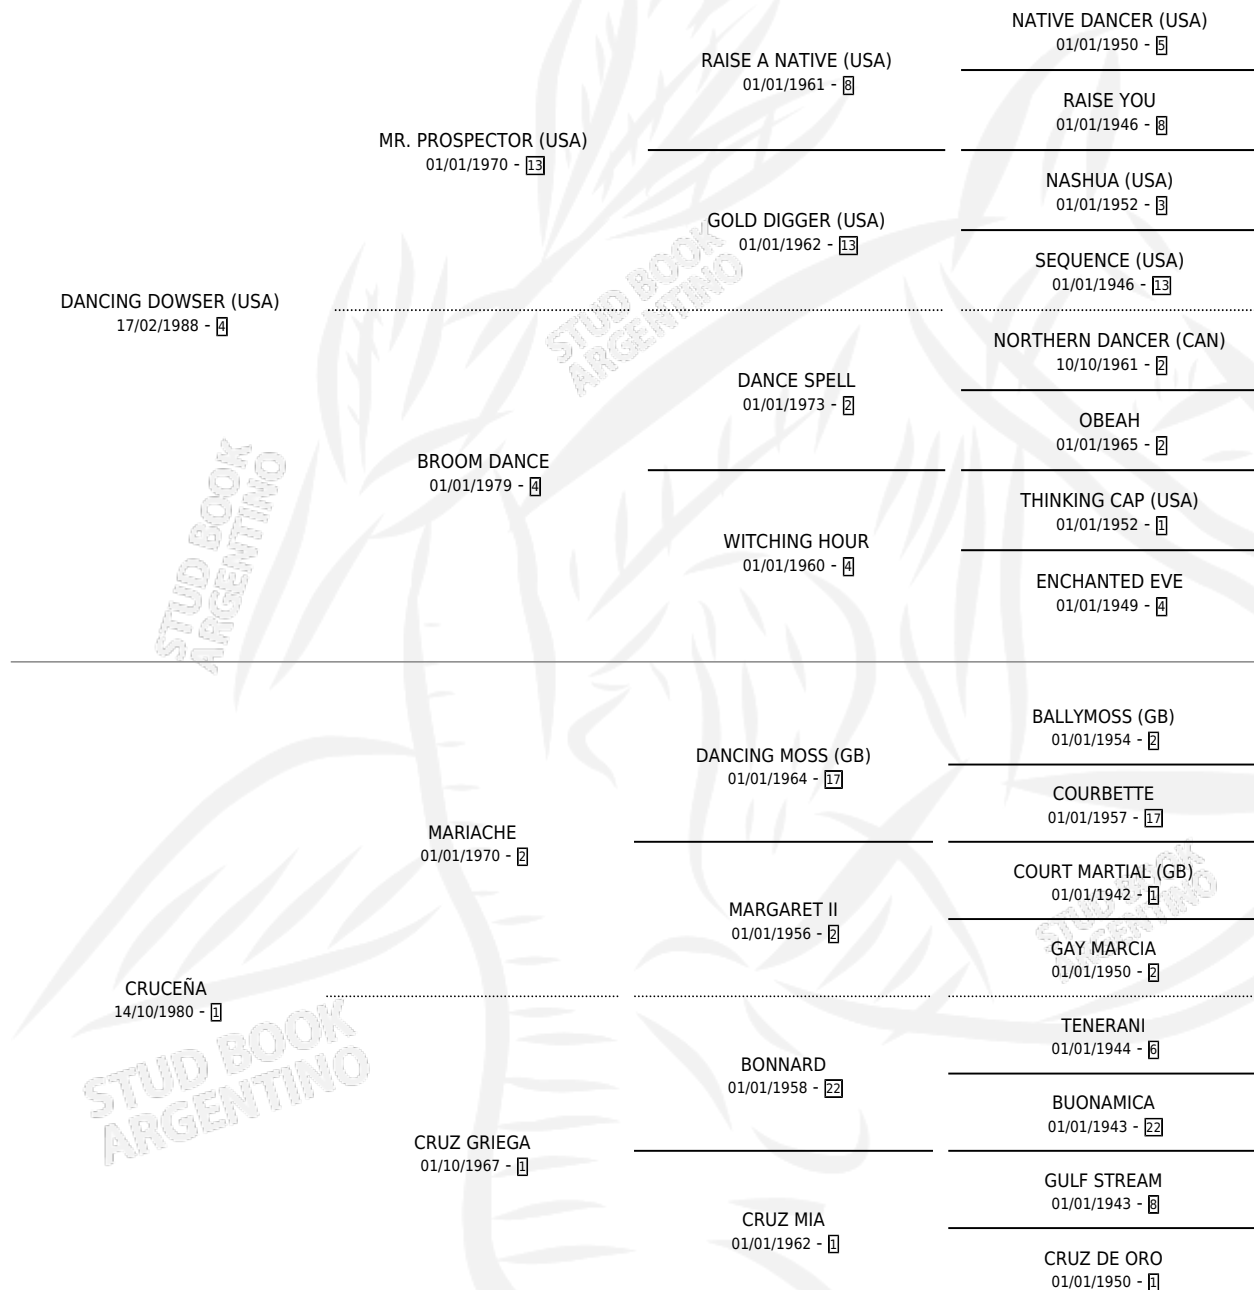 NATIVE DANCER (USA)
01/01/1950 - 5
RAISE A NATIVE (USA)
01/01/1961 - 8
RAISE YOU
01/01/1946 - 8
MR. PROSPECTOR (USA)
01/01/1970 - 13
NASHUA (USA)
01/01/1952 - 3
GOLD DIGGER (USA)
01/01/1962 - 13
SEQUENCE (USA)
01/01/1946 - 13
DANCING DOWSER (USA)
17/02/1988 - 4
NORTHERN DANCER (CAN)
10/10/1961 - 2
DANCE SPELL
01/01/1973 - 2
OBEAH
01/01/1965 - 2
BROOM DANCE
01/01/1979 - 4
THINKING CAP (USA)
01/01/1952 - 1
WITCHING HOUR
01/01/1960 - 4
ENCHANTED EVE
01/01/1949 - 4
BALLYMOSS (GB)
01/01/1954 - 2
DANCING MOSS (GB)
01/01/1964 - 17
COURBETTE
01/01/1957 - 17
MARIACHE
01/01/1970 - 2
COURT MARTIAL (GB)
01/01/1942 - 1
MARGARET II
01/01/1956 - 2
GAY MARCIA
01/01/1950 - 2
CRUCEÑA
14/10/1980 - 1
TENERANI
01/01/1944 - 6
BONNARD
01/01/1958 - 22
BUONAMICA
01/01/1943 - 22
CRUZ GRIEGA
01/10/1967 - 1
GULF STREAM
01/01/1943 - 8
CRUZ MIA
01/01/1962 - 1
CRUZ DE ORO
01/01/1950 - 1
STUD BOOK
ARGENTINO
STUD BOOK
ARGENTINO
STUD BOOK
ARGENTINO
STUD BOOK
ARGENTINO